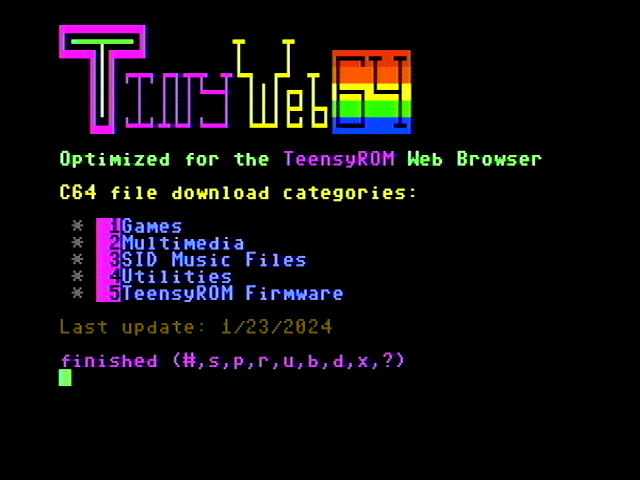 TinyWeb64
Optimized for the TeensyROM Web Browser
C64 file download categories:
* 1Games
* 2Multimedia
* 3SID Music Files
* 4Utilities
* 5TeensyROM Firmware
Last update: 1/23/2024
finished (#,s,p,r,u,b,d,x,?)